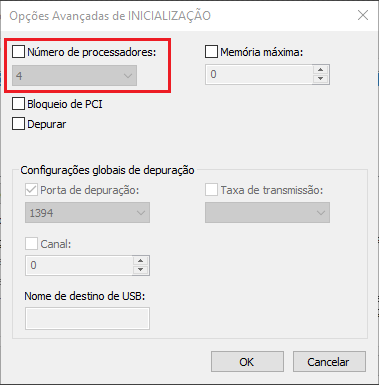 Opções Avançadas de INICIALIZAÇÃO
Número de processadores:
Memória máxima:
4
0
Bloqueio de PCI
Depurar
Configurações globais de depuração
Porta de depuração:
Taxa de transmissão:
1394
Canal:
0
Nome de destino de USB:
OK
Cancelar